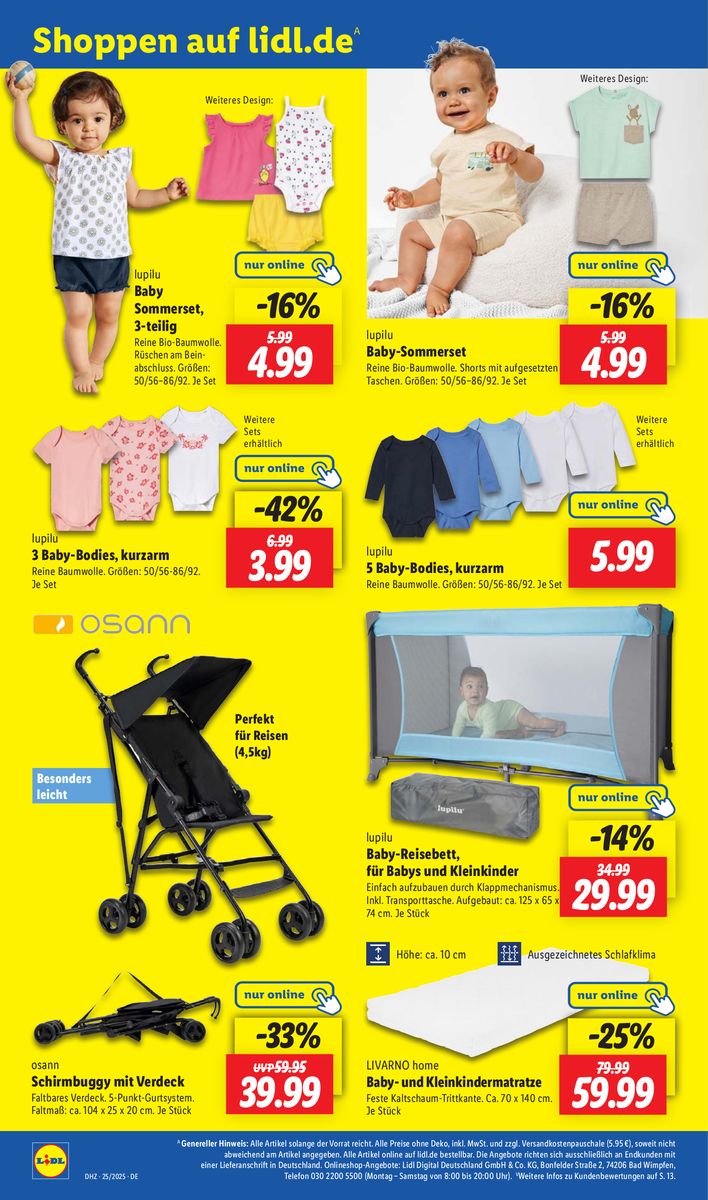 Shoppen auf lidl.de^A
Weiteres Design:
nur online
lupilu
Baby
Sommerset,
3-teilig
Reine Bio-Baumwolle.
Rüschen am Bein-
abschluss. Größen:
50/56–86/92. Je Set
-16%
5.99
4.99
Weiteres Design:
nur online
lupilu
Baby-Sommerset
Reine Bio-Baumwolle. Shorts mit aufgesetzten
Taschen. Größen: 50/56–86/92. Je Set
-16%
5.99
4.99
Weitere
Sets
erhältlich
nur online
lupilu
3 Baby-Bodies, kurzarm
Reine Baumwolle. Größen: 50/56-86/92.
Je Set
-42%
6.99
3.99
Weitere
Sets
erhältlich
nur online
lupilu
5 Baby-Bodies, kurzarm
Reine Baumwolle. Größen: 50/56-86/92. Je Set
5.99
osann
Perfekt
für Reisen
(4,5kg)
Besonders
leicht
nur online
osann
Schirmbuggy mit Verdeck
Faltbares Verdeck. 5-Punkt-Gurtsystem.
Faltmaß: ca. 104 x 25 x 20 cm. Je Stück
-33%
UVP 59.95
39.99
lupilu
nur online
lupilu
Baby-Reisebett,
für Babys und Kleinkinder
Einfach aufzubauen durch Klappmechanismus.
Inkl. Transporttasche. Aufgebaut: ca. 125 x 65 x
74 cm. Je Stück
-14%
34.99
29.99
Höhe: ca. 10 cm
Ausgezeichnetes Schlafklima
nur online
LIVARNO home
Baby- und Kleinkindermatratze
Feste Kaltschaum-Trittkante. Ca. 70 x 140 cm.
Je Stück
-25%
79.99
59.99
LIDL
DHZ · 25/2025 · DE
^A Genereller Hinweis: Alle Artikel solange der Vorrat reicht. Alle Preise ohne Deko, inkl. MwSt. und zzgl. Versandkostenpauschale (5.95 €), soweit nicht
abweichend am Artikel angegeben. Alle Artikel online auf lidl.de bestellbar. Die Angebote richten sich ausschließlich an Endkunden mit
einer Lieferanschrift in Deutschland. Onlineshop-Angebote: Lidl Digital Deutschland GmbH & Co. KG, Bonfelder Straße 2, 74206 Bad Wimpfen,
Telefon 030 2200 5500 (Montag – Samstag von 8:00 bis 20:00 Uhr). ¹Weitere Infos zu Kundenbewertungen auf S. 13.